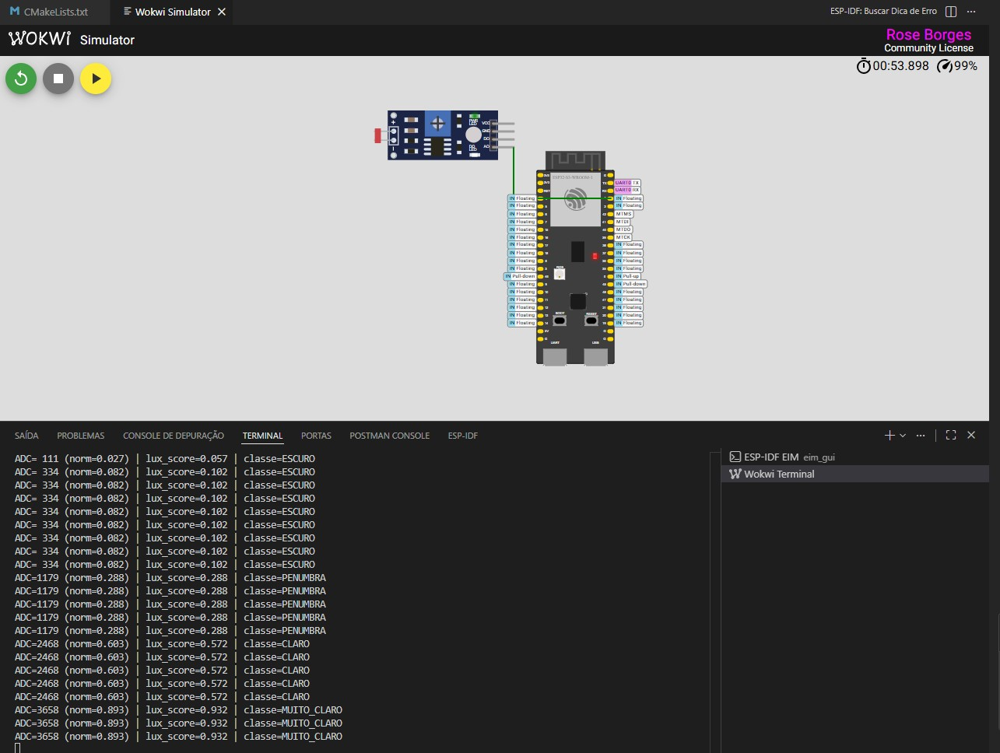 CMakeLists.txt
Wokwi Simulator
ESP-IDF: Buscar Dica de Erro
WOKWI Simulator
Rose Borges
Community License
00:53.898 99%
PWR
LED
VCC
GND
DO
AO
DO
LED
ESP32-S3-WROOM-1
UART0 TX
UART0 RX
IN Floating
IN Floating
IN Floating
IN Floating
IN Floating
MTMS
IN Floating
MTDI
IN Floating
MTDO
IN Floating
MTCK
IN Floating
IN Floating
IN Floating
IN Floating
IN Floating
IN Floating
IN Floating
IN Floating
IN Pull-down
IN Pull-up
IN Floating
IN Pull-down
IN Floating
IN Floating
IN Floating
IN Floating
IN Floating
IN Floating
IN Floating
IN Floating
IN Floating
IN Floating
RGB
BOOT
RESET
UART
USB
SAÍDA PROBLEMAS CONSOLE DE DEPURAÇÃO TERMINAL PORTAS POSTMAN CONSOLE ESP-IDF
ESP-IDF EIM eim_gui
Wokwi Terminal
ADC= 111 (norm=0.027) | lux_score=0.057 | classe=ESCURO
ADC= 334 (norm=0.082) | lux_score=0.102 | classe=ESCURO
ADC= 334 (norm=0.082) | lux_score=0.102 | classe=ESCURO
ADC= 334 (norm=0.082) | lux_score=0.102 | classe=ESCURO
ADC= 334 (norm=0.082) | lux_score=0.102 | classe=ESCURO
ADC= 334 (norm=0.082) | lux_score=0.102 | classe=ESCURO
ADC= 334 (norm=0.082) | lux_score=0.102 | classe=ESCURO
ADC= 334 (norm=0.082) | lux_score=0.102 | classe=ESCURO
ADC= 334 (norm=0.082) | lux_score=0.102 | classe=ESCURO
ADC=1179 (norm=0.288) | lux_score=0.288 | classe=PENUMBRA
ADC=1179 (norm=0.288) | lux_score=0.288 | classe=PENUMBRA
ADC=1179 (norm=0.288) | lux_score=0.288 | classe=PENUMBRA
ADC=1179 (norm=0.288) | lux_score=0.288 | classe=PENUMBRA
ADC=1179 (norm=0.288) | lux_score=0.288 | classe=PENUMBRA
ADC=2468 (norm=0.603) | lux_score=0.572 | classe=CLARO
ADC=2468 (norm=0.603) | lux_score=0.572 | classe=CLARO
ADC=2468 (norm=0.603) | lux_score=0.572 | classe=CLARO
ADC=2468 (norm=0.603) | lux_score=0.572 | classe=CLARO
ADC=2468 (norm=0.603) | lux_score=0.572 | classe=CLARO
ADC=3658 (norm=0.893) | lux_score=0.932 | classe=MUITO_CLARO
ADC=3658 (norm=0.893) | lux_score=0.932 | classe=MUITO_CLARO
ADC=3658 (norm=0.893) | lux_score=0.932 | classe=MUITO_CLARO